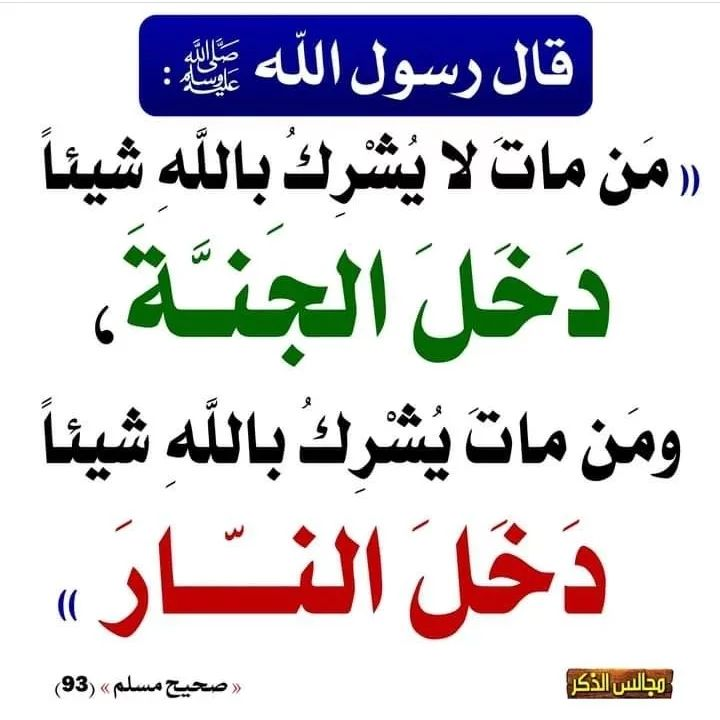 قال رسول الله ﷺ :
(( مَن ماتَ لا يُشْرِكُ باللَّهِ شيئاً
دَخَلَ الجَنَّةَ ،
ومَن ماتَ يُشْرِكُ باللَّهِ شيئاً
دَخَلَ النَّارَ ))
« صحيح مسلم » (93)
مجالس الذكر